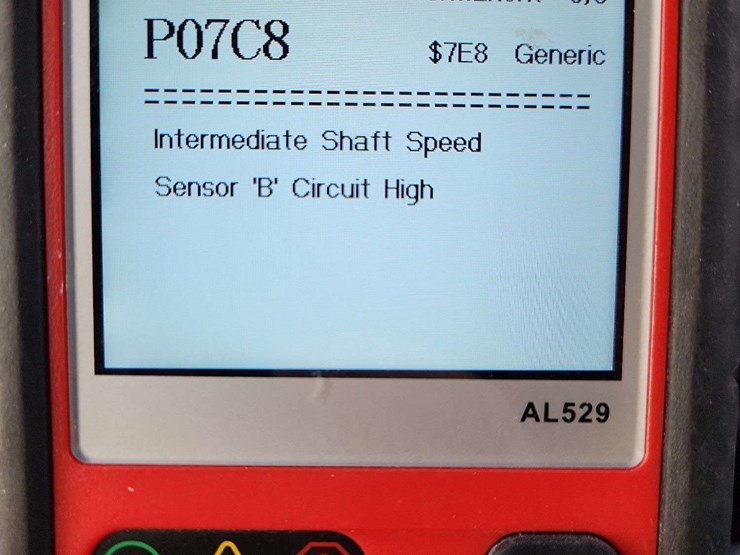 P07C8 $7E8 Generic
============================
Intermediate Shaft Speed
Sensor 'B' Circuit High
AL529